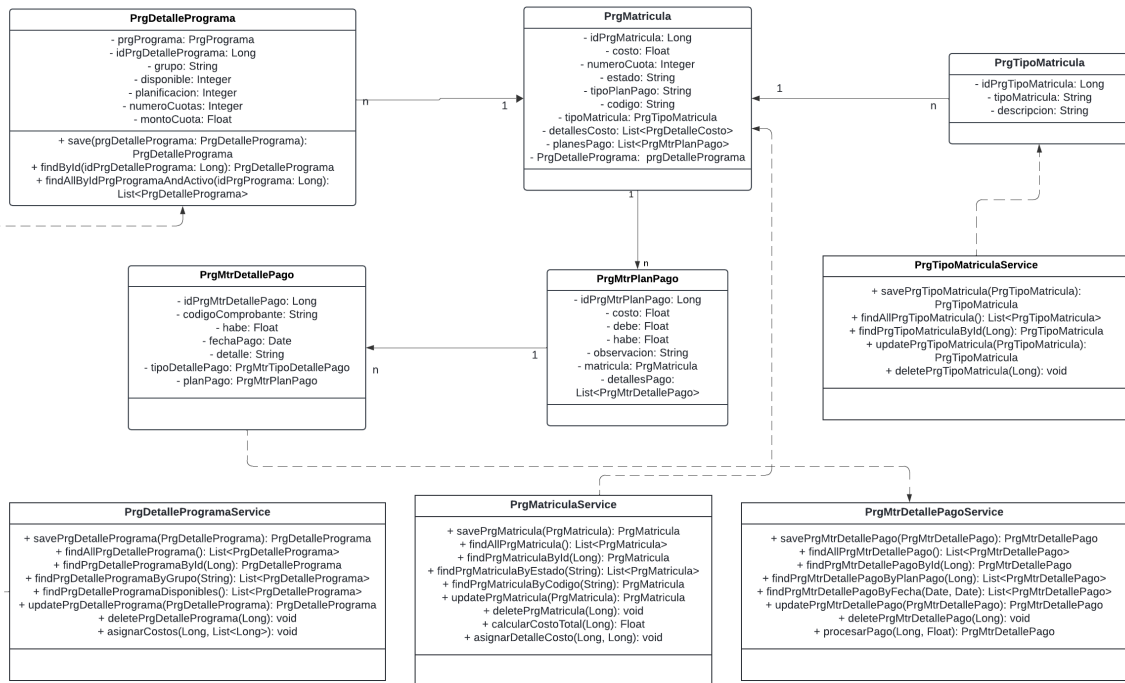 PrgDetallePrograma
- prgPrograma: PrgPrograma
- idPrgDetallePrograma: Long
- grupo: String
- disponible: Integer
- planificacion: Integer
- numeroCuotas: Integer
- montoCuota: Float
+ save(prgDetallePrograma: PrgDetallePrograma):
PrgDetallePrograma
+ findById(idPrgDetallePrograma: Long): PrgDetallePrograma
+ findAllByIdPrgProgramaAndActivo(idPrgPrograma: Long):
List<PrgDetallePrograma>
n
1
PrgMatricula
- idPrgMatricula: Long
- costo: Float
- numeroCuota: Integer
- estado: String
- tipoPlanPago: String
- codigo: String
- tipoMatricula: PrgTipoMatricula
- detallesCosto: List<PrgDetalleCosto>
- planesPago: List<PrgMtrPlanPago>
- PrgDetallePrograma: prgDetallePrograma
1
n
PrgTipoMatricula
- idPrgTipoMatricula: Long
- tipoMatricula: String
- descripcion: String
1
n
PrgMtrDetallePago
- idPrgMtrDetallePago: Long
- codigoComprobante: String
- habe: Float
- fechaPago: Date
- detalle: String
- tipoDetallePago: PrgMtrTipoDetallePago
- planPago: PrgMtrPlanPago
n
1
PrgMtrPlanPago
- idPrgMtrPlanPago: Long
- costo: Float
- debe: Float
- habe: Float
- observacion: String
- matricula: PrgMatricula
- detallesPago:
List<PrgMtrDetallePago>
PrgTipoMatriculaService
+ savePrgTipoMatricula(PrgTipoMatricula):
PrgTipoMatricula
+ findAllPrgTipoMatricula(): List<PrgTipoMatricula>
+ findPrgTipoMatriculaById(Long): PrgTipoMatricula
+ updatePrgTipoMatricula(PrgTipoMatricula):
PrgTipoMatricula
+ deletePrgTipoMatricula(Long): void
PrgDetalleProgramaService
+ savePrgDetallePrograma(PrgDetallePrograma): PrgDetallePrograma
+ findAllPrgDetallePrograma(): List<PrgDetallePrograma>
+ findPrgDetalleProgramaById(Long): PrgDetallePrograma
+ findPrgDetalleProgramaByGrupo(String): List<PrgDetallePrograma>
+ findPrgDetalleProgramaDisponibles(): List<PrgDetallePrograma>
+ updatePrgDetallePrograma(PrgDetallePrograma): PrgDetallePrograma
+ deletePrgDetallePrograma(Long): void
+ asignarCostos(Long, List<Long>): void
PrgMatriculaService
+ savePrgMatricula(PrgMatricula): PrgMatricula
+ findAllPrgMatricula(): List<PrgMatricula>
+ findPrgMatriculaById(Long): PrgMatricula
+ findPrgMatriculaByEstado(String): List<PrgMatricula>
+ findPrgMatriculaByCodigo(String): PrgMatricula
+ updatePrgMatricula(PrgMatricula): PrgMatricula
+ deletePrgMatricula(Long): void
+ calcularCostoTotal(Long): Float
+ asignarDetalleCosto(Long, Long): void
PrgMtrDetallePagoService
+ savePrgMtrDetallePago(PrgMtrDetallePago): PrgMtrDetallePago
+ findAllPrgMtrDetallePago(): List<PrgMtrDetallePago>
+ findPrgMtrDetallePagoById(Long): PrgMtrDetallePago
+ findPrgMtrDetallePagoByPlanPago(Long): List<PrgMtrDetallePago>
+ findPrgMtrDetallePagoByFecha(Date, Date): List<PrgMtrDetallePago>
+ updatePrgMtrDetallePago(PrgMtrDetallePago): PrgMtrDetallePago
+ deletePrgMtrDetallePago(Long): void
+ procesarPago(Long, Float): PrgMtrDetallePago